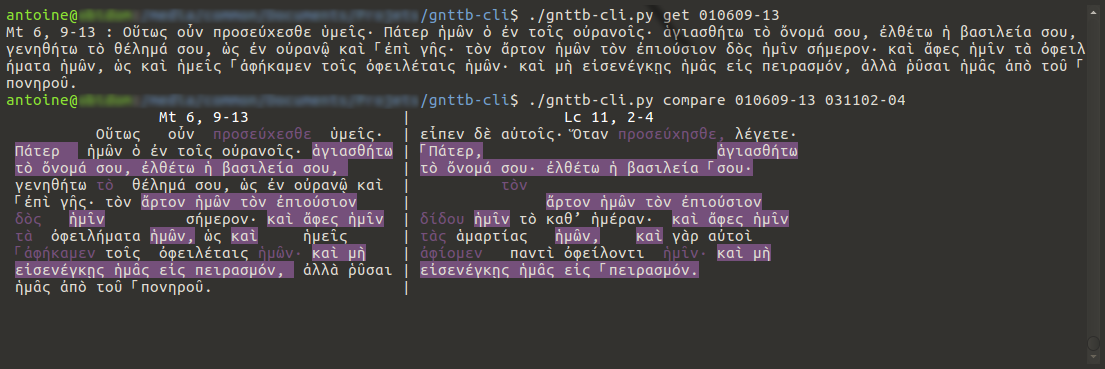 antoine@ /gnttb-cli$ ./gnttb-cli.py get 010609-13
Mt 6, 9-13 : Οὕτως οὖν προσεύχεσθε ὑμεῖς· Πάτερ ἡμῶν ὁ ἐν τοῖς οὐρανοῖς· ἁγιασθήτω τὸ ὄνομά σου, ἐλθέτω ἡ βασιλεία σου,
γενηθήτω τὸ θέλημά σου, ὡς ἐν οὐρανῷ καὶ ⸀ἐπὶ γῆς· τὸν ἄρτον ἡμῶν τὸν ἐπιούσιον δὸς ἡμῖν σήμερον· καὶ ἄφες ἡμῖν τὰ ὀφειλ
ήματα ἡμῶν, ὡς καὶ ἡμεῖς ⸀ἀφήκαμεν τοῖς ὀφειλέταις ἡμῶν· καὶ μὴ εἰσενέγκῃς ἡμᾶς εἰς πειρασμόν, ἀλλὰ ῥῦσαι ἡμᾶς ἀπὸ τοῦ ⸀
πονηροῦ.
antoine@ /gnttb-cli$ ./gnttb-cli.py compare 010609-13 031102-04
Mt 6, 9-13 | Lc 11, 2-4
Οὕτως οὖν προσεύχεσθε ὑμεῖς· | εἶπεν δὲ αὐτοῖς· Ὅταν προσεύχησθε, λέγετε·
Πάτερ ἡμῶν ὁ ἐν τοῖς οὐρανοῖς· ἁγιασθήτω | ⸀Πάτερ, ἁγιασθήτω
τὸ ὄνομά σου, ἐλθέτω ἡ βασιλεία σου, | τὸ ὄνομά σου· ἐλθέτω ἡ βασιλεία ⸀σου·
γενηθήτω τὸ θέλημά σου, ὡς ἐν οὐρανῷ καὶ | τὸν
⸀ἐπὶ γῆς· τὸν ἄρτον ἡμῶν τὸν ἐπιούσιον | ἄρτον ἡμῶν τὸν ἐπιούσιον
δὸς ἡμῖν σήμερον· καὶ ἄφες ἡμῖν | δίδου ἡμῖν τὸ καθ’ ἡμέραν· καὶ ἄφες ἡμῖν
τὰ ὀφειλήματα ἡμῶν, ὡς καὶ ἡμεῖς | τὰς ἁμαρτίας ἡμῶν, καὶ γὰρ αὐτοὶ
⸀ἀφήκαμεν τοῖς ὀφειλέταις ἡμῶν· καὶ μὴ | ἀφίομεν παντὶ ὀφείλοντι ἡμῖν· καὶ μὴ
εἰσενέγκῃς ἡμᾶς εἰς πειρασμόν, ἀλλὰ ῥῦσαι | εἰσενέγκῃς ἡμᾶς εἰς ⸀πειρασμόν.
ἡμᾶς ἀπὸ τοῦ ⸀πονηροῦ. |